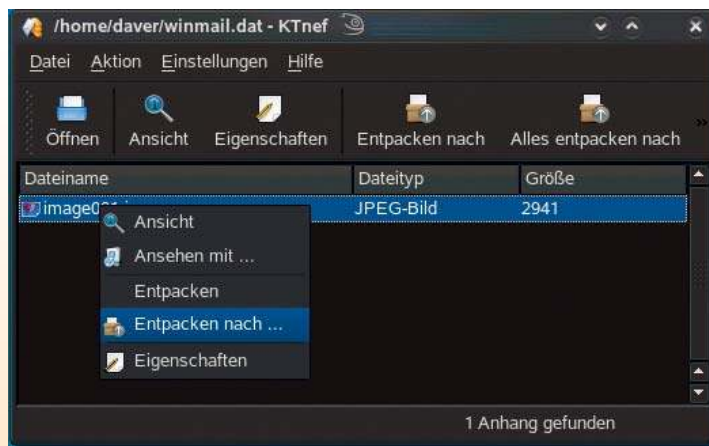 /home/daver/winmail.dat - KTnef
Datei Aktion Einstellungen Hilfe
Öffnen Ansicht Eigenschaften Entpacken nach Alles entpacken nach »
Dateiname Dateityp Größe
JPEG-Bild 2941
Ansicht
Ansehen mit ...
Entpacken
Entpacken nach ...
Eigenschaften
1 Anhang gefunden